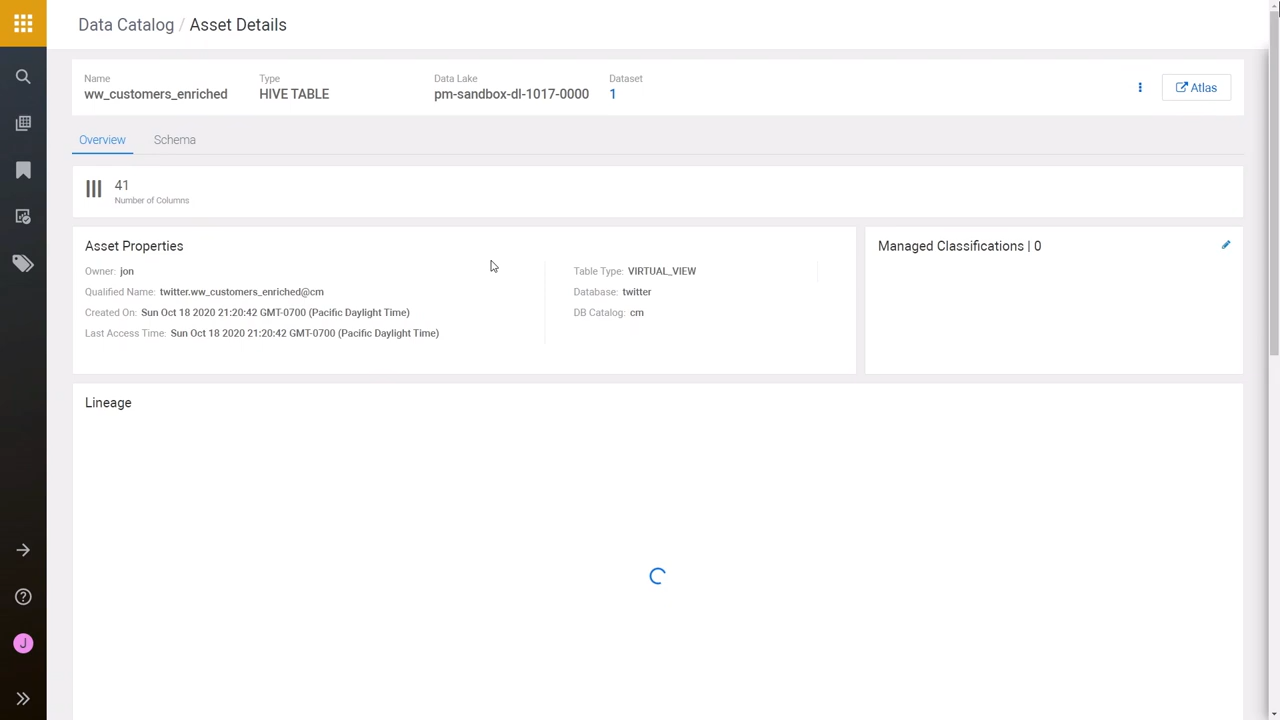 Data Catalog / Asset Details
Name
ww_customers_enriched
Type
HIVE TABLE
Data Lake
pm-sandbox-dl-1017-0000
Dataset
1
Atlas
Overview
Schema
41
Number of Columns
Asset Properties
Owner: jon
Qualified Name: twitter.ww_customers_enriched@cm
Created On: Sun Oct 18 2020 21:20:42 GMT-0700 (Pacific Daylight Time)
Last Access Time: Sun Oct 18 2020 21:20:42 GMT-0700 (Pacific Daylight Time)
Table Type: VIRTUAL_VIEW
Database: twitter
DB Catalog: cm
Managed Classifications | 0
Lineage
J